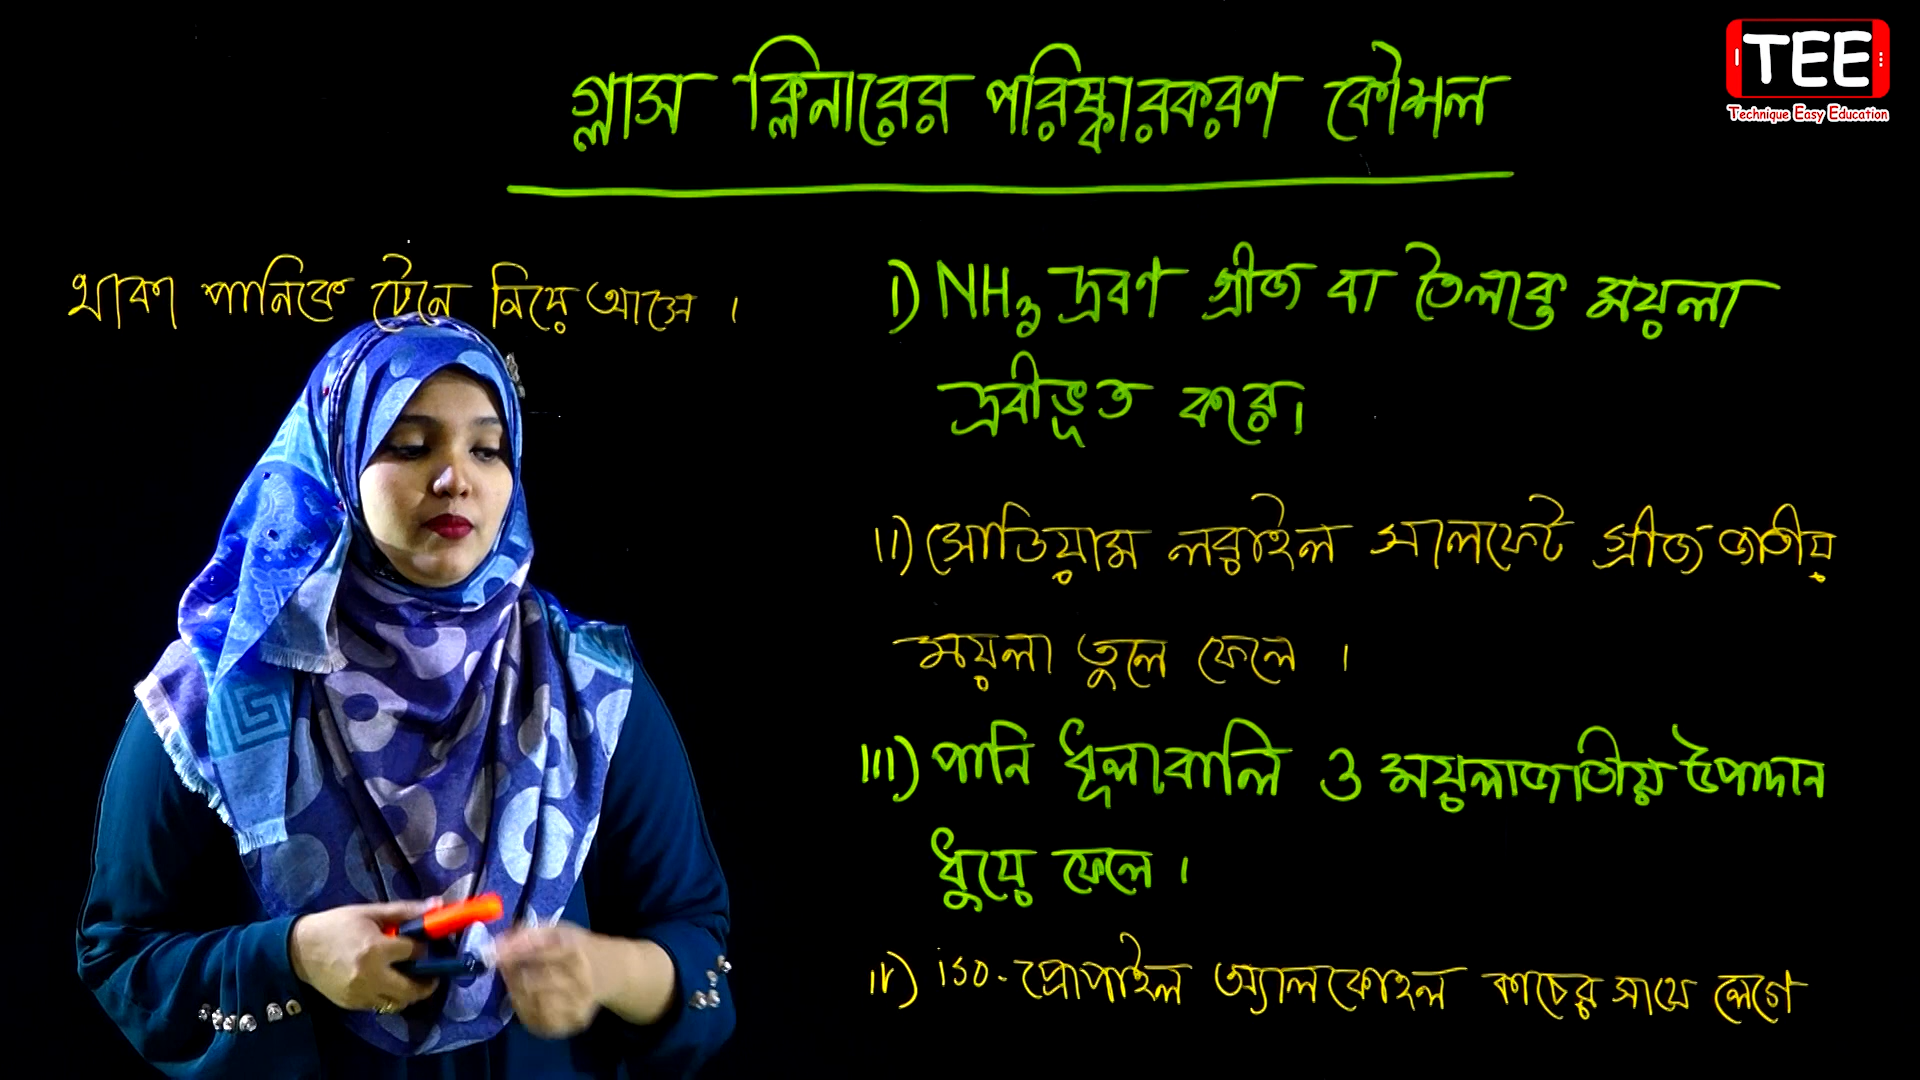 TEE
Technique Easy Education
গ্লাস ক্লিনারের পরিস্কারকরণ কৌশল
i) NH₃ দ্রবণ গ্রীজ বা তৈলাক্ত ময়লা
দ্রবীভূত করে।
ii) সোডিয়াম লরাইল সালফেট গ্রীজ জাতীয়
ময়লা তুলে ফেলে ।
iii) পানি ধূলাবালি ও ময়লাজাতীয় উপাদান
ধুয়ে ফেলে ।
iv) iso-প্রোপাইল অ্যালকোহল কাচের সাথে লেগে
থাকা পানিকে টেনে নিয়ে আসে ।